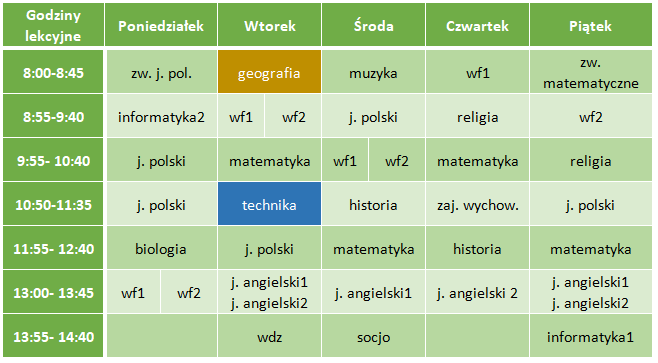 Godziny lekcyjne Poniedziałek Wtorek Środa Czwartek Piątek
8:00-8:45 zw. j. pol. geografia muzyka wf1 zw. matematyczne
8:55-9:40 informatyka2 wf1 wf2 j. polski religia wf2
9:55- 10:40 j. polski matematyka wf1 wf2 matematyka religia
10:50-11:35 j. polski technika historia zaj. wychow. j. polski
11:55- 12:40 biologia j. polski matematyka historia matematyka
13:00- 13:45 wf1 wf2 j. angielski1 j. angielski2 j. angielski1 j. angielski 2 j. angielski1 j. angielski2
13:55- 14:40 wdz socjo informatyka1